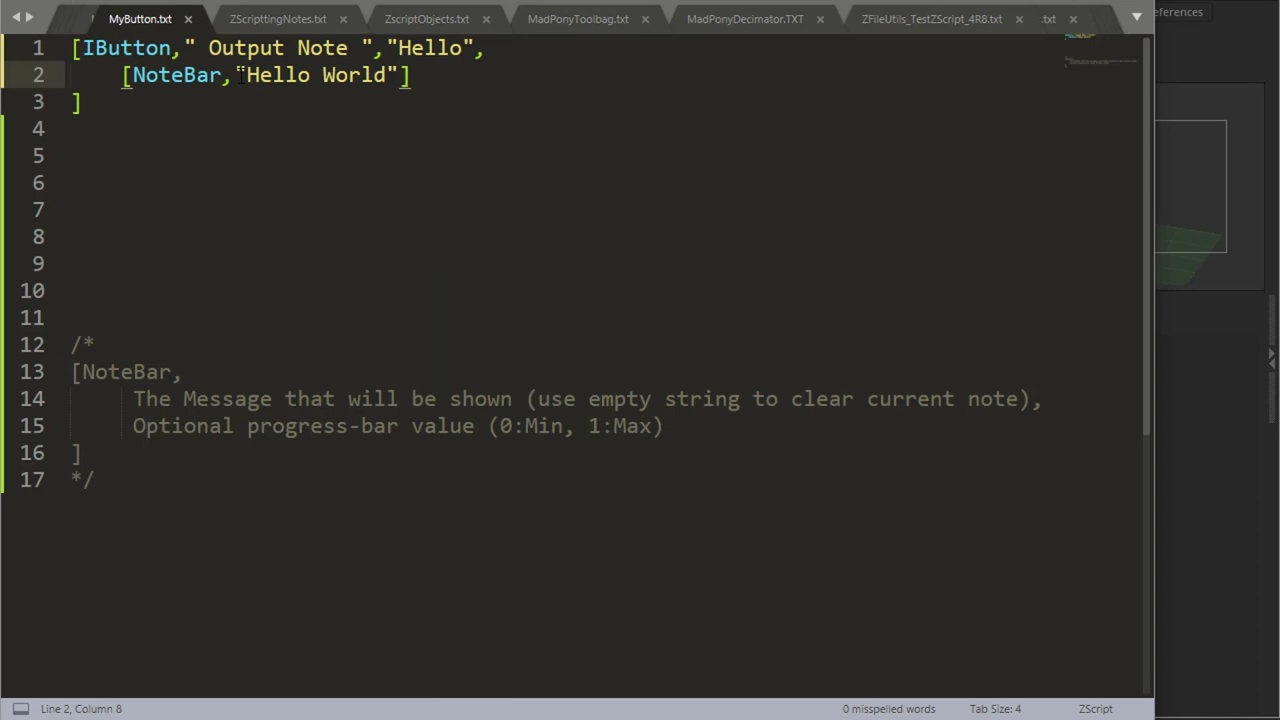 MyButton.txt ZScripttingNotes.txt ZscriptObjects.txt MadPonyToolbag.txt MadPonyDecimator.TXT ZFileUtils_TestZScript_4R8.txt .txt eferences
1 [IButton," Output Note ","Hello",
2 [NoteBar,"Hello World"]
3 ]
4
5
6
7
8
9
10
11
12 /*
13 [NoteBar,
14 The Message that will be shown (use empty string to clear current note),
15 Optional progress-bar value (0:Min, 1:Max)
16 ]
17 */
Line 2, Column 8 0 misspelled words Tab Size: 4 ZScript